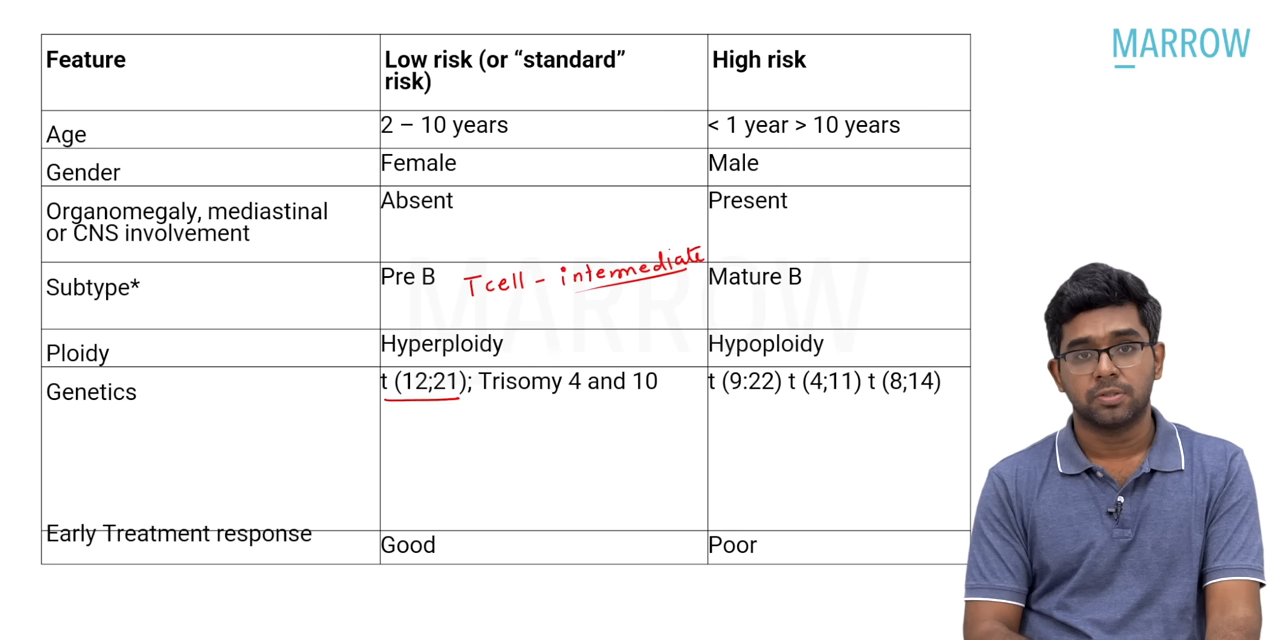 MARROW
Feature Low risk (or “standard” risk) High risk
Age 2 – 10 years < 1 year > 10 years
Gender Female Male
Organomegaly, mediastinal or CNS involvement Absent Present
Subtype* Pre B T cell – intermediate Mature B
Ploidy Hyperploidy Hypoploidy
Genetics t (12;21); Trisomy 4 and 10 t (9:22) t (4;11) t (8;14)
Early Treatment response Good Poor
MARROW